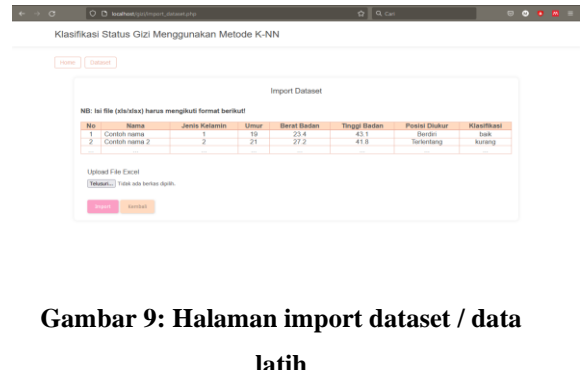 localhost/gizi/import_dataset.php
Cari
Klasifikasi Status Gizi Menggunakan Metode K-NN
Home Dataset
Import Dataset
NB: Isi file (xls/xlsx) harus mengikuti format berikut!
No Nama Jenis Kelamin Umur Berat Badan Tinggi Badan Posisi Diukur Klasifikasi
1 Contoh nama 1 19 23.4 43.1 Berdiri baik
2 Contoh nama 2 2 21 27.2 41.8 Terlentang kurang
... ... ... ... ... ... ... ...
Upload File Excel
Telusuri... Tidak ada berkas dipilih.
Import Kembali
Gambar 9: Halaman import dataset / data
latih